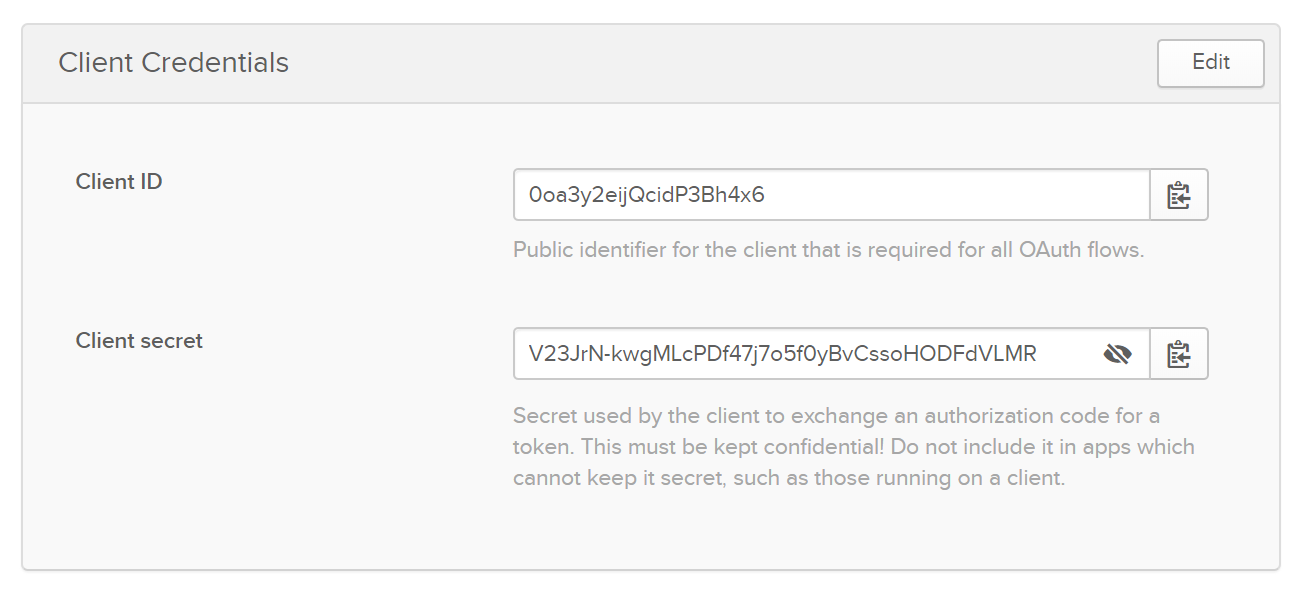 Client Credentials
Edit
Client ID
0oa3y2eijQcidP3Bh4x6
Public identifier for the client that is required for all OAuth flows.
Client secret
V23JrN-kwgMLcPDf47j7o5f0yBvCssoHODFdVLMR
Secret used by the client to exchange an authorization code for a
token. This must be kept confidential! Do not include it in apps which
cannot keep it secret, such as those running on a client.